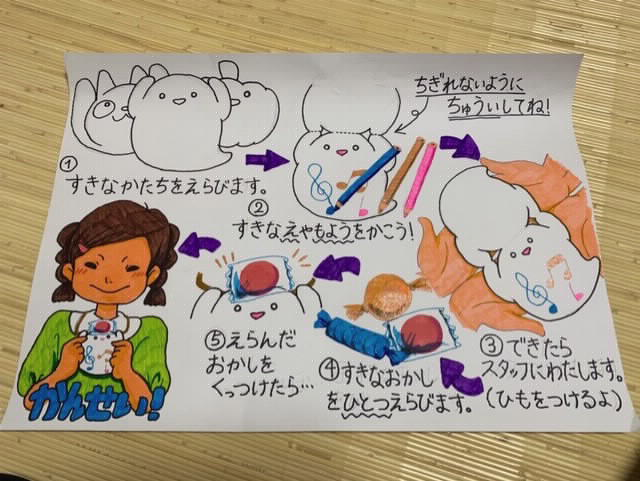 ①
すきなかたちをえらびます。
ちぎれないように
ちゅういしてね!
②
すきなえやもようをかこう!
③できたら
スタッフにわたします。
(ひもをつけるよ)
④すきなおかし
をひとつえらびます。
⑤えらんだ
おかしを
くっつけたら…
かんせい!